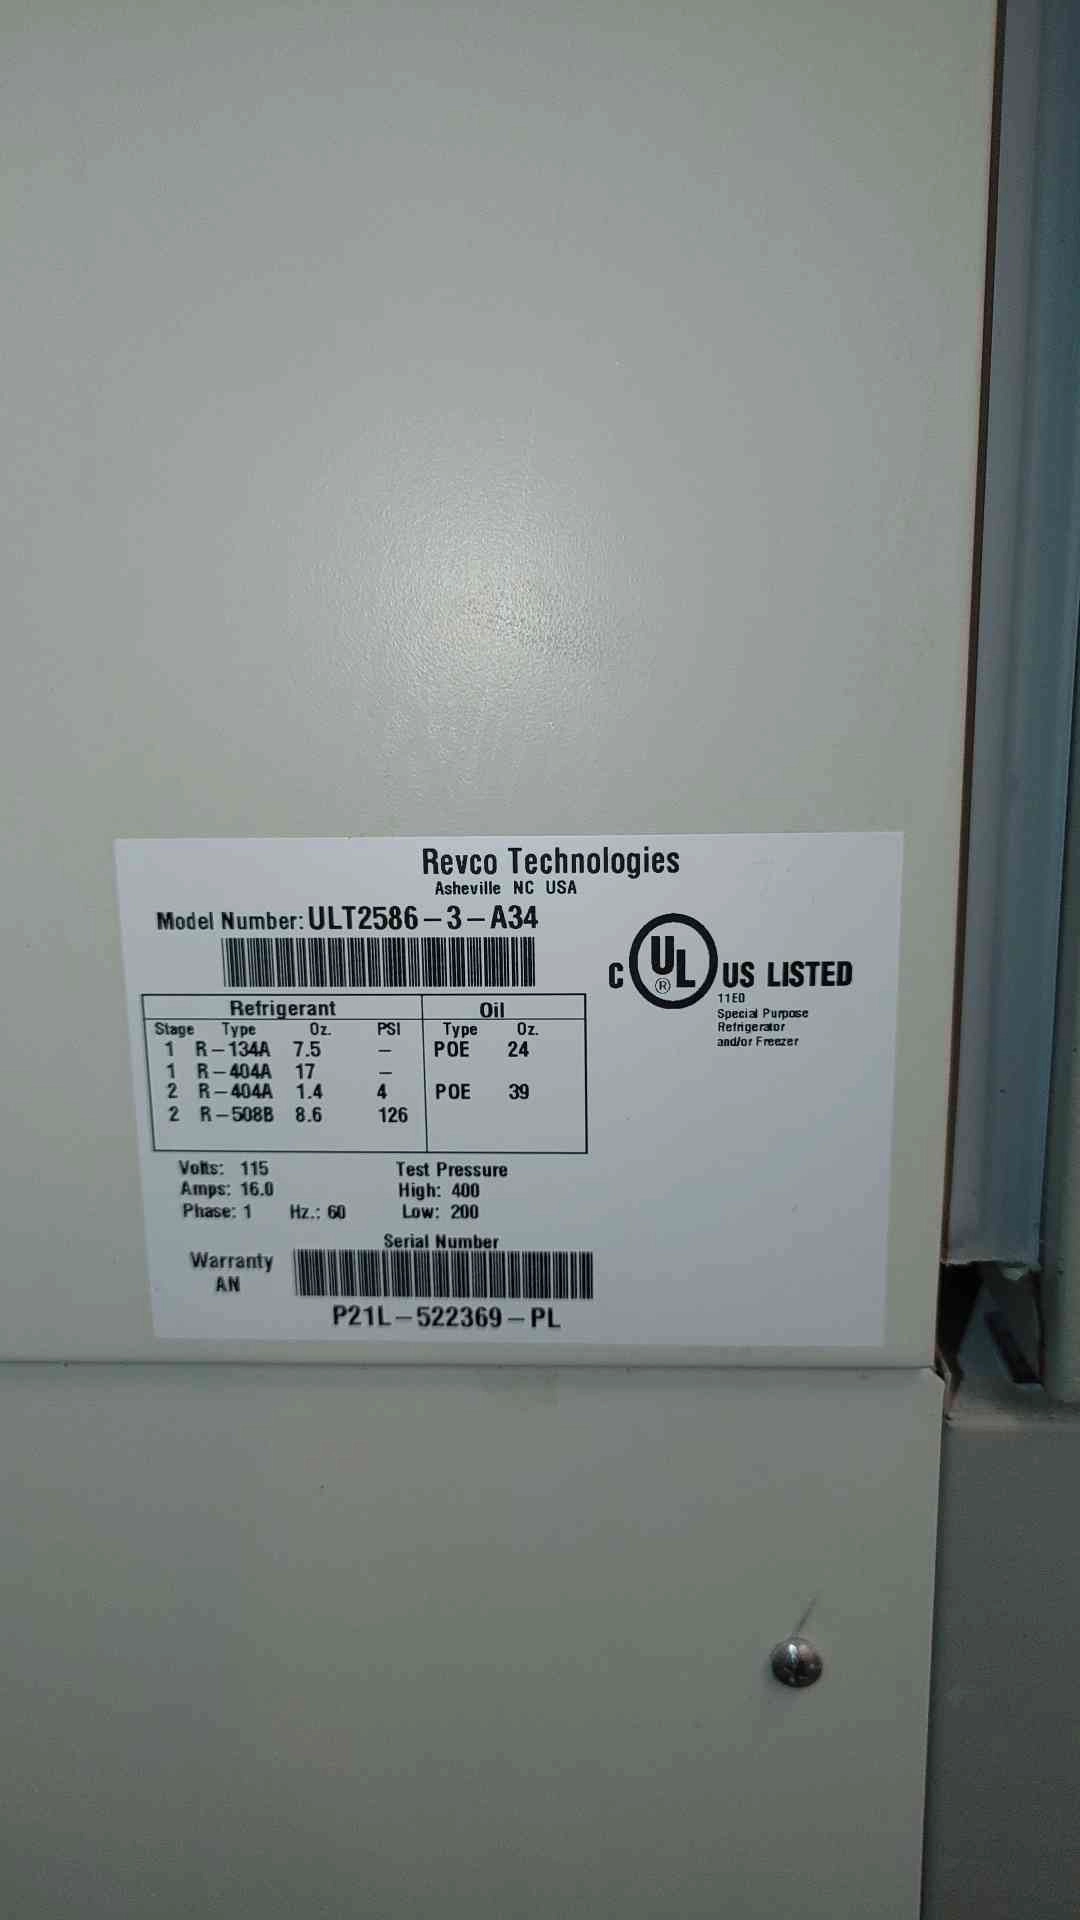 Revco Technologies
Asheville NC USA
Model Number: ULT2586-3-A34
C UL® US LISTED
11ED
Special Purpose
Refrigerator
and/or Freezer
Refrigerant Oil
Stage Type Oz. PSI Type Oz.
1 R-134A 7.5 - POE 24
1 R-404A 17 -
2 R-404A 1.4 4 POE 39
2 R-508B 8.6 126
Volts: 115 Test Pressure
Amps: 16.0 High: 400
Phase: 1 Hz.: 60 Low: 200
Serial Number
Warranty
AN
P21L-522369-PL